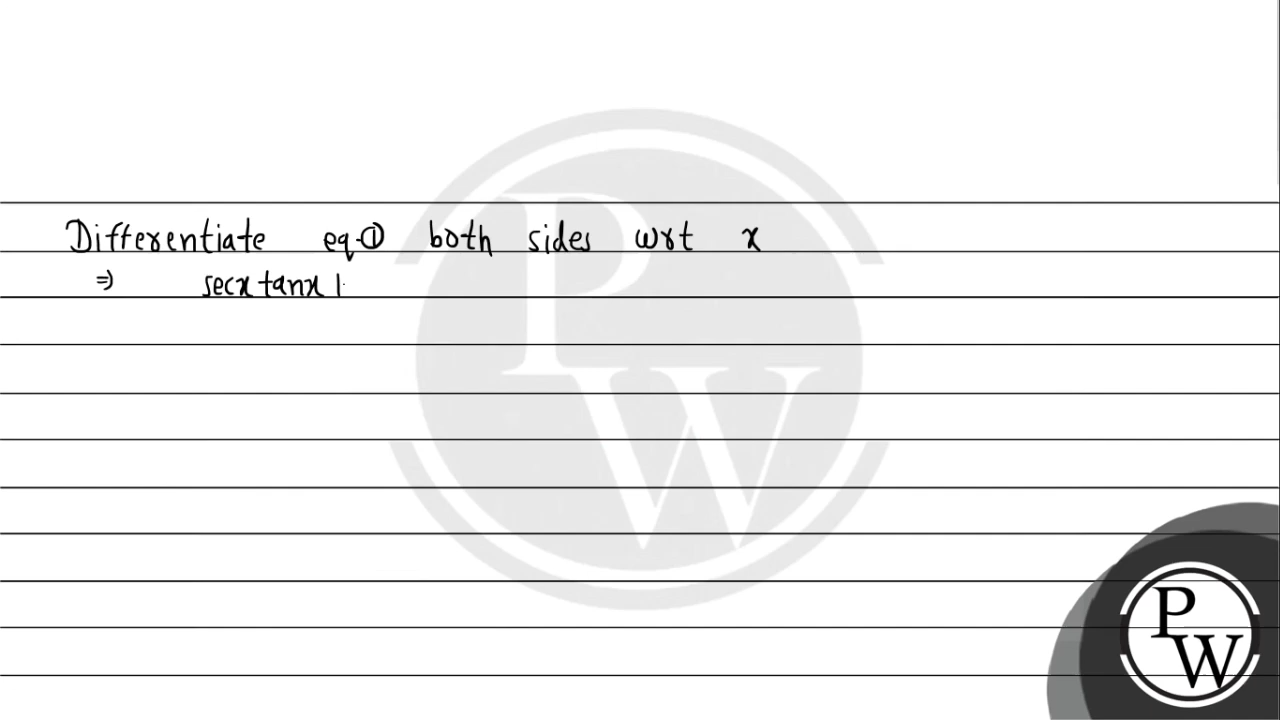 Differentiate eq-① both sides wrt x
⇒ secx tanx
P
W
P
W